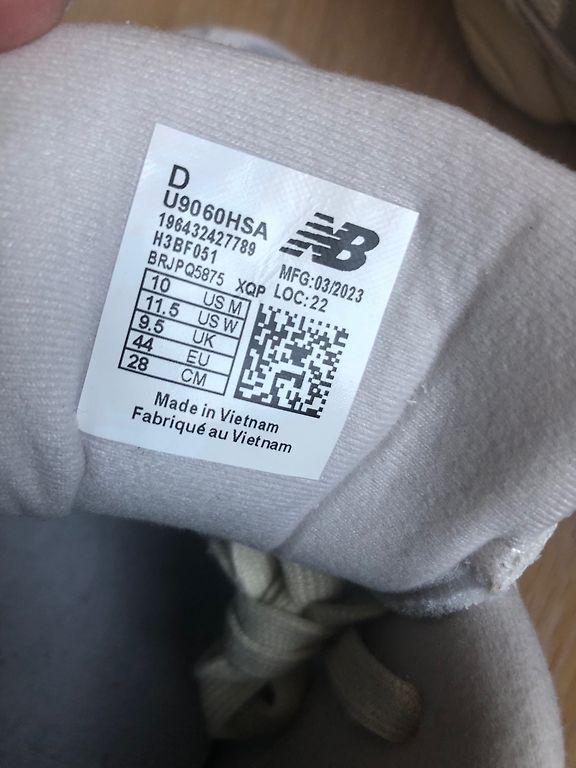 D
U9060HSA
196432427789
H3BF051
BRJPQ5875 XQP
NB
MFG:03/2023
LOC:22
10 US M
11.5 US W
9.5 UK
44 EU
28 CM
Made in Vietnam
Fabriqué au Vietnam